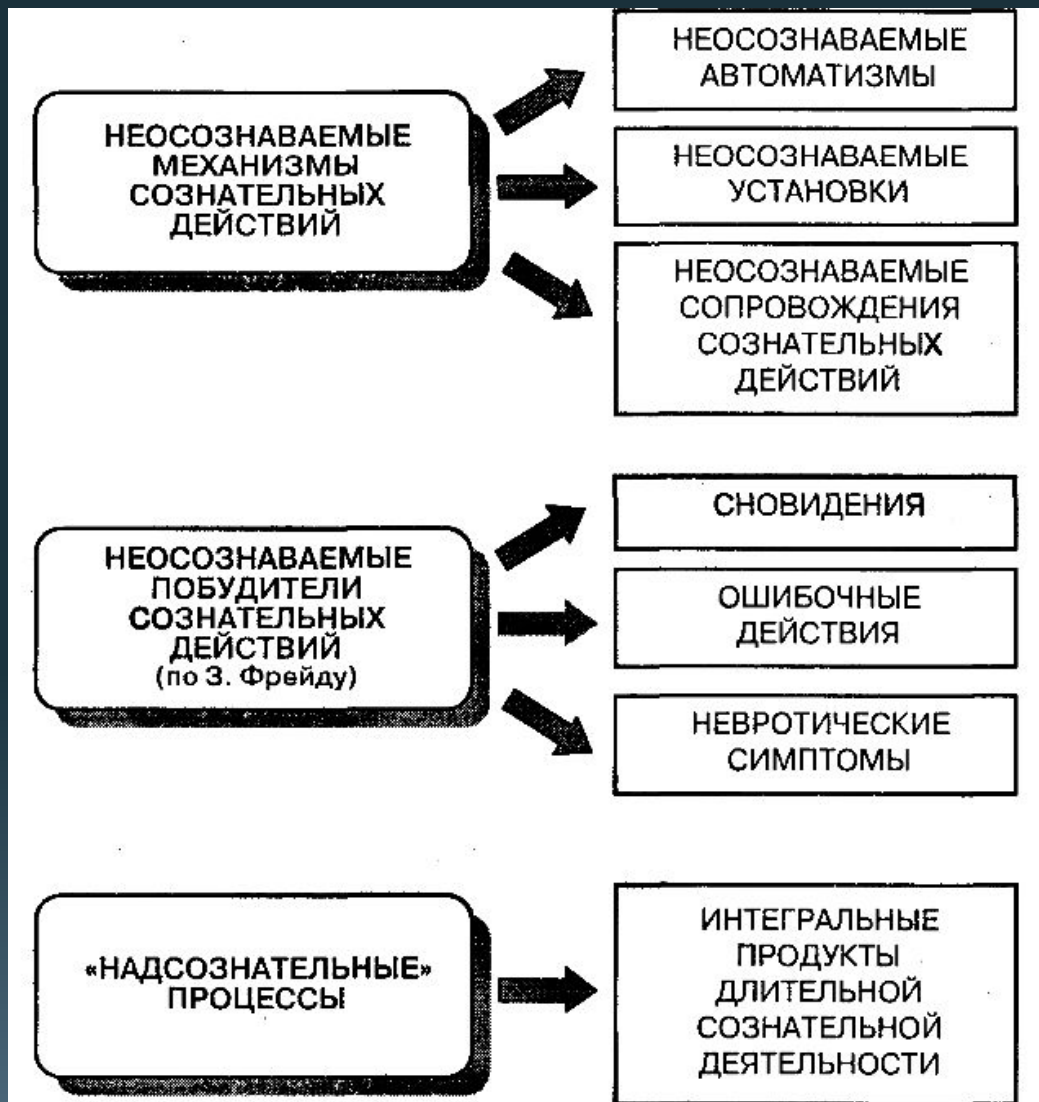 НЕОСОЗНАВАЕМЫЕ
МЕХАНИЗМЫ
СОЗНАТЕЛЬНЫХ
ДЕЙСТВИЙ
НЕОСОЗНАВАЕМЫЕ
АВТОМАТИЗМЫ
НЕОСОЗНАВАЕМЫЕ
УСТАНОВКИ
НЕОСОЗНАВАЕМЫЕ
СОПРОВОЖДЕНИЯ
СОЗНАТЕЛЬНЫХ
ДЕЙСТВИЙ
НЕОСОЗНАВАЕМЫЕ
ПОБУДИТЕЛИ
СОЗНАТЕЛЬНЫХ
ДЕЙСТВИЙ
(по З. Фрейду)
СНОВИДЕНИЯ
ОШИБОЧНЫЕ
ДЕЙСТВИЯ
НЕВРОТИЧЕСКИЕ
СИМПТОМЫ
«НАДСОЗНАТЕЛЬНЫЕ»
ПРОЦЕССЫ
ИНТЕГРАЛЬНЫЕ
ПРОДУКТЫ
ДЛИТЕЛЬНОЙ
СОЗНАТЕЛЬНОЙ
ДЕЯТЕЛЬНОСТИ